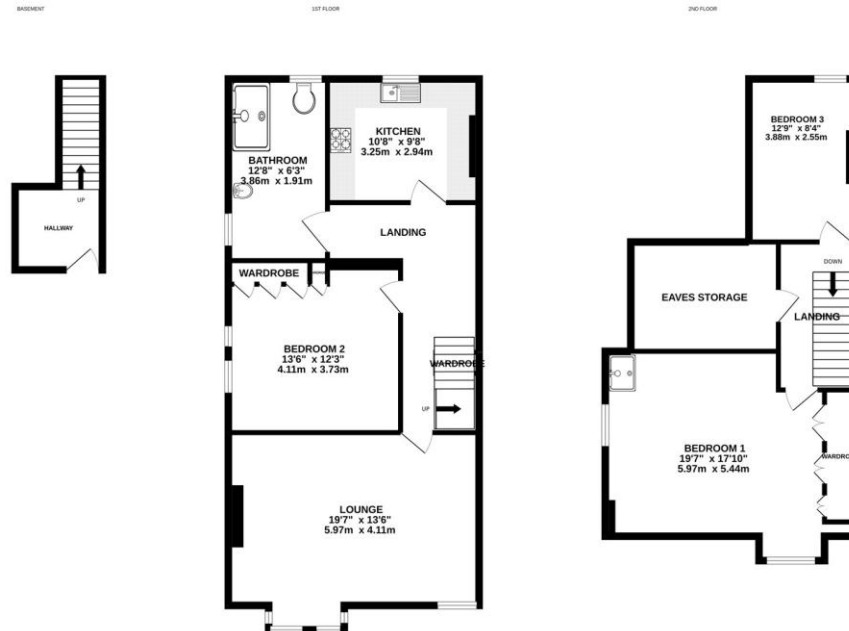 BASEMENT
1ST FLOOR
2ND FLOOR
UP
HALLWAY
BATHROOM
12'8" x 6'3"
3.86m x 1.91m
KITCHEN
10'8" x 9'8"
3.25m x 2.94m
LANDING
WARDROBE
BEDROOM 2
13'6" x 12'3"
4.11m x 3.73m
WARDROBE
UP
LOUNGE
19'7" x 13'6"
5.97m x 4.11m
BEDROOM 3
12'9" x 8'4"
3.88m x 2.55m
DOWN
EAVES STORAGE
LANDING
BEDROOM 1
19'7" x 17'10"
5.97m x 5.44m
WARDRO